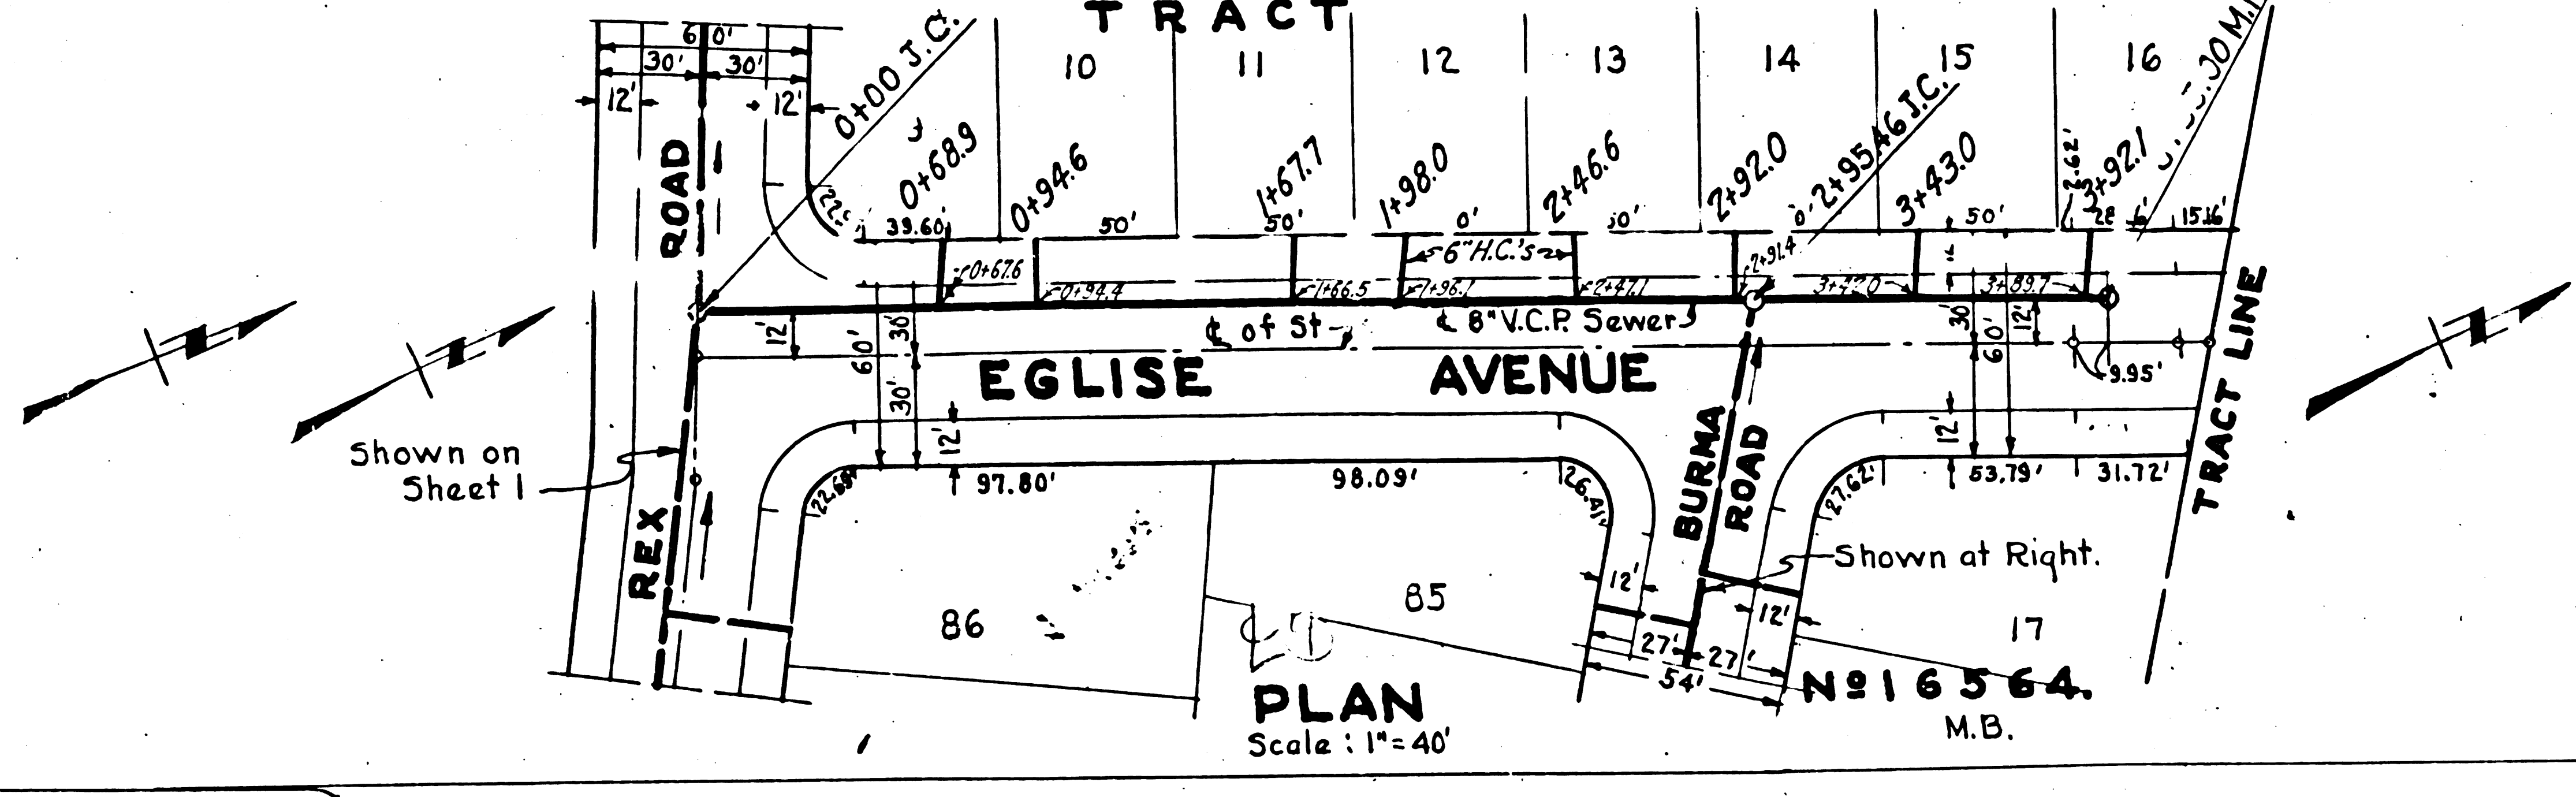 TRACT
60'
30' 30'
12' 12'
0+00 J.C.
10 11 12 13 14 15 16
0+68.9
0+94.6
1+67.7
1+98.0
2+46.6
2+92.0
2+95.46 J.C.
3+43.0
3+92.1
39.60'
50'
50'
50'
15.16'
6" H.C.'s
0+67.6
0+94.4
1+66.5
1+96.1
2+47.1
2+91.4
3+42.0
3+89.7
ROAD
℄ of St
℄ 8" V.C.P. Sewer
12'
60'
30'
30'
30'
60'
12'
EGLISE AVENUE
9.95'
TRACT LINE
BURMA ROAD
Shown on
Sheet 1
REX
22.69'
12'
97.80'
98.09'
26.41'
27.62'
12'
53.79'
31.72'
Shown at Right.
86
85
17
12'
12'
27' 27'
54'
PLAN
Scale: 1"=40'
Nº 16564.
M.B.